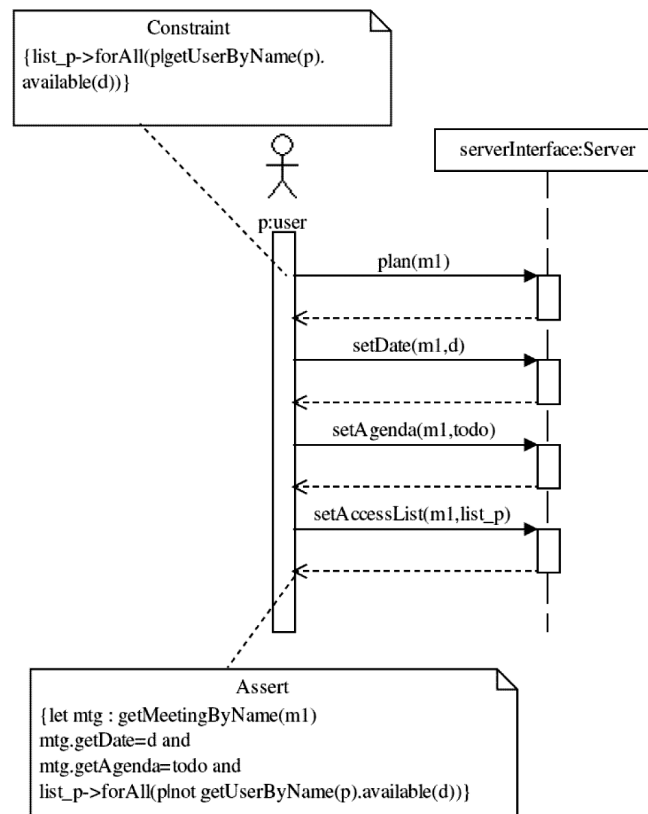 Constraint
{list_p->forAll(p|getUserByName(p).
available(d))}
serverInterface:Server
p:user
plan(m1)
setDate(m1,d)
setAgenda(m1,todo)
setAccessList(m1,list_p)
Assert
{let mtg : getMeetingByName(m1)
mtg.getDate=d and
mtg.getAgenda=todo and
list_p->forAll(p|not getUserByName(p).available(d))}